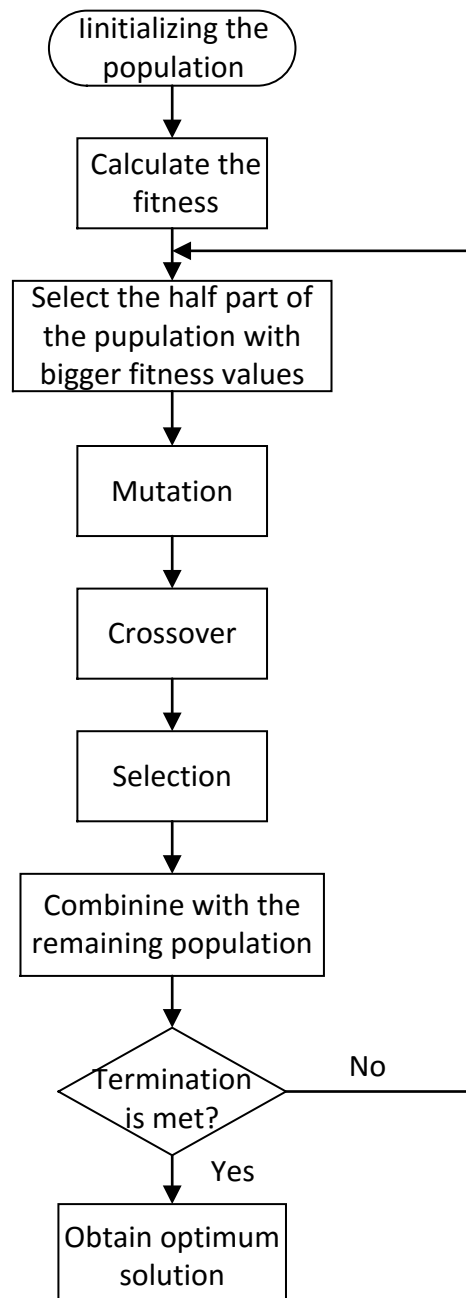 Iinitializing the
population
Calculate the
fitness
Select the half part of
the pupulation with
bigger fitness values
Mutation
Crossover
Selection
Combinine with the
remaining population
Termination
is met?
No
Yes
Obtain optimum
solution